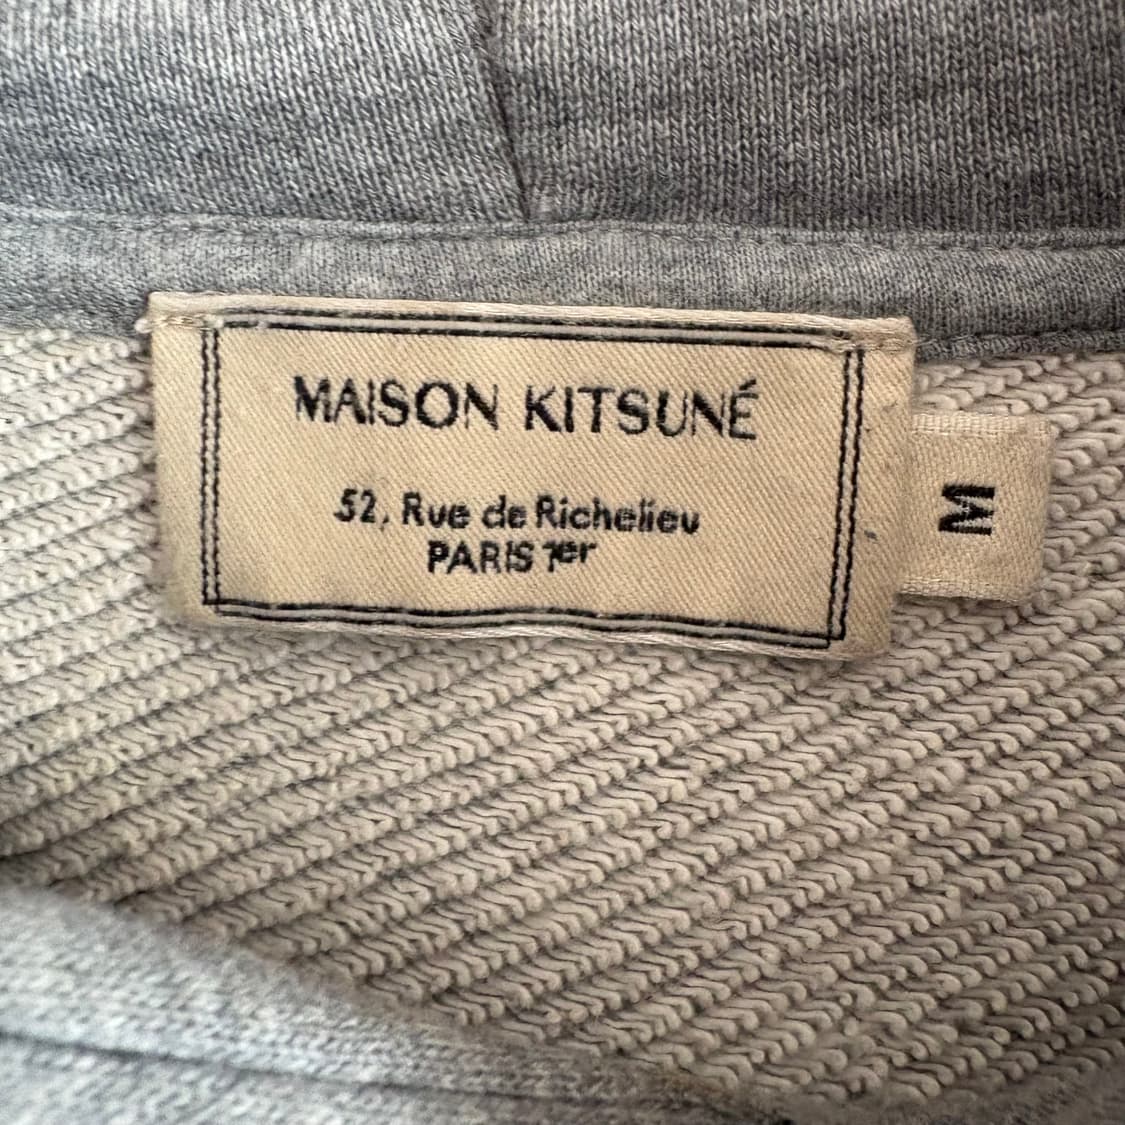 MAISON KITSUNÉ
52, Rue de Richelieu
PARIS 1er
M